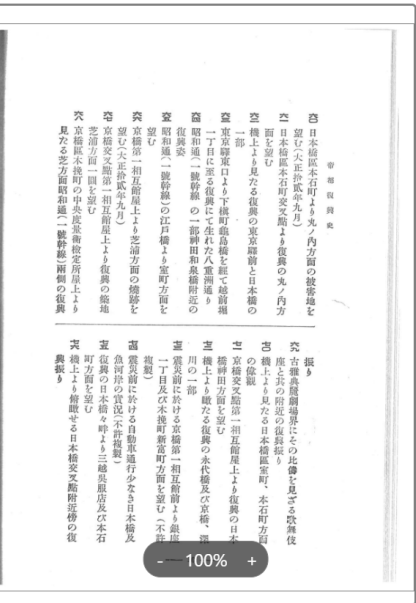 帝都復興史
六〇 日本橋區本石町より丸ノ內方面の被害地を
望む（大正拾貳年九月）
六一 日本橋區本石町交叉點より復興の丸ノ內方
面を望む
六二 機上より見たる復興の東京驛前と日本橋の
一部
六三 東京驛東口より下槇町龜島橋を經て越前堀
一丁目に至る復興にて生れた八重洲通り
六四 昭和通（一號幹線）の一部神田和泉橋附近の
復興姿
六五 昭和通（一號幹線）の江戶橋より室町方面を
望む
六六 京橋第一相互館屋上より芝浦方面の燒跡を
望む（大正拾貳年九月）
六七 京橋交叉點第一相互館屋上より復興の築地
芝浦方面一圓を望む
六八 京橋區木挽町の中央度量衡檢定所屋上より
見たる芝方面昭和通（一號幹線）兩側の復興
振り
六九 古雅典麗劇場界にその比儔を見ざる歌舞伎
座と其の附近の復興振り
七〇 機上より見たる日本橋區室町、本石町方面
の偉觀
七一 京橋交叉點第一相互館屋上より復興の日本
橋神田方面を望む
七二 機上より瞰たる復興の永代橋及び京橋、深
川の一部
七三 震災前に於ける京橋第一相互館前より銀座
一丁目及び木挽町新富町方面を望む（不許
複製）
七四 震災前に於ける自動車通行少なき日本橋及
魚河岸の實況（不許複製）
七五 復興の日本橋々畔より三越吳服店及び本石
町方面を望む
七六 機上より俯瞰せる日本橋交叉點附近傍の復
興振り
- 100% +